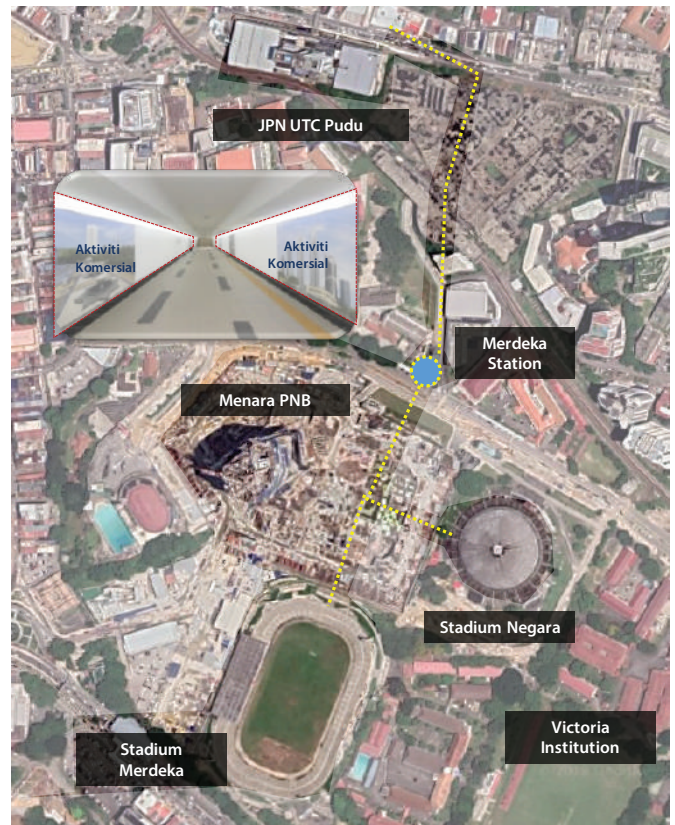 JPN UTC Pudu
Aktiviti
Komersial
Aktiviti
Komersial
Merdeka
Station
Menara PNB
Stadium Negara
Victoria
Institution
Stadium
Merdeka